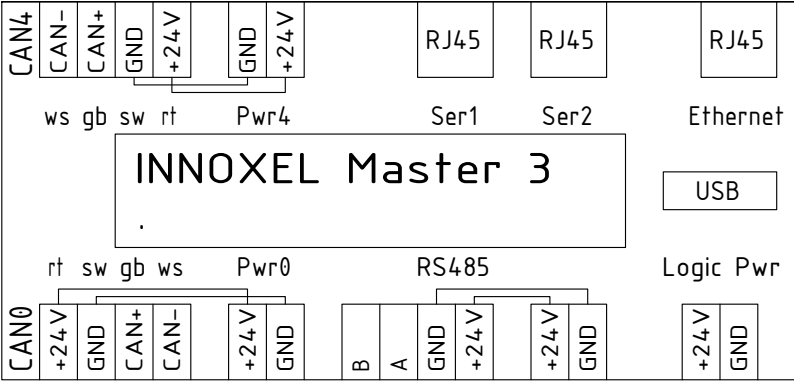 CAN4 CAN- CAN+ GND +24V GND +24V RJ45 RJ45 RJ45
ws gb sw rt Pwr4 Ser1 Ser2 Ethernet
INNOXEL Master 3
.
USB
rt sw gb ws Pwr0 RS485 Logic Pwr
CAN0 +24V GND CAN+ CAN- +24V GND B A GND +24V +24V GND +24V GND